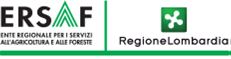 ERSAF
ENTE REGIONALE PER I SERVIZI
ALL'AGRICOLTURA E ALLE FORESTE
RegioneLombardia